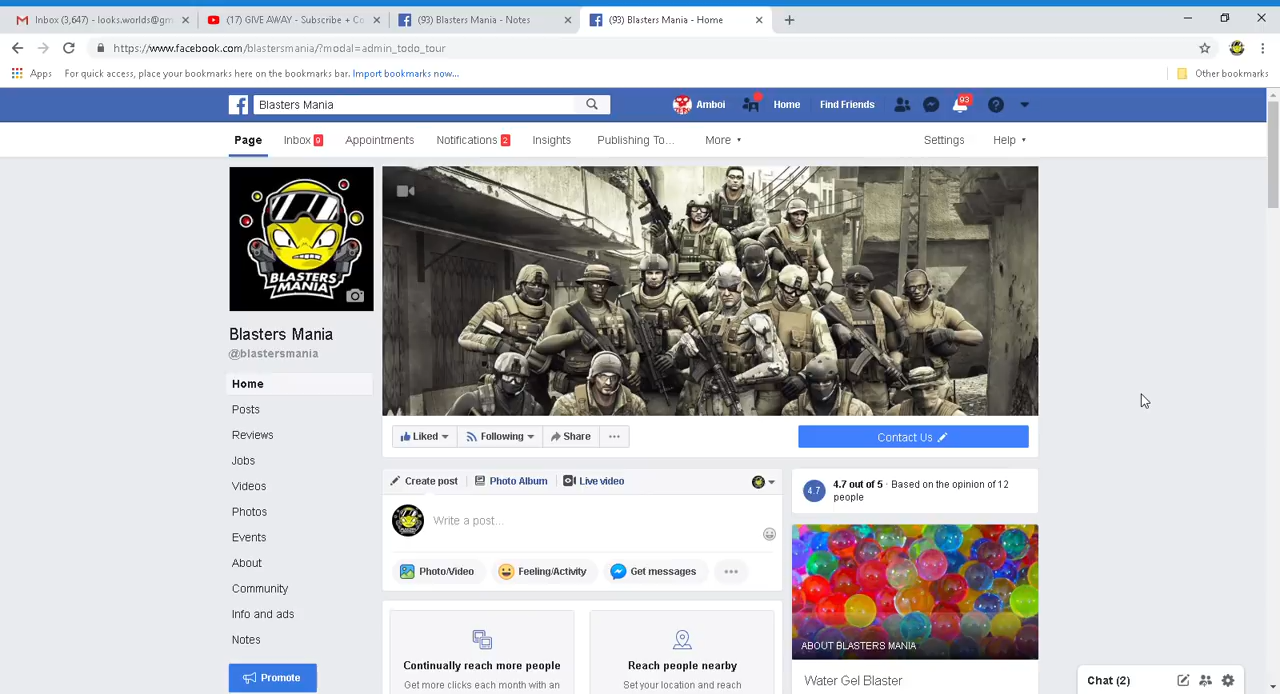 Inbox (3,647) - looks.worlds@gm
(17) GIVE AWAY - Subscribe + Co
(93) Blasters Mania - Notes
(93) Blasters Mania - Home
https://www.facebook.com/blastersmania/?modal=admin_todo_tour
Apps For quick access, place your bookmarks here on the bookmarks bar. Import bookmarks now...
Other bookmarks
Blasters Mania
Amboi
Home
Find Friends
93
Page
Inbox 9
Appointments
Notifications 2
Insights
Publishing To...
More
Settings
Help
BLASTERS
MANIA
Blasters Mania
@blastersmania
Home
Posts
Reviews
Jobs
Videos
Photos
Events
About
Community
Info and ads
Notes
Promote
Liked
Following
Share
Contact Us
Create post
Photo Album
Live video
Write a post...
Photo/Video
Feeling/Activity
Get messages
Continually reach more people
Get more clicks each month with an
Reach people nearby
Set your location and reach
4.7
4.7 out of 5 · Based on the opinion of 12
people
ABOUT BLASTERS MANIA
Water Gel Blaster
Chat (2)